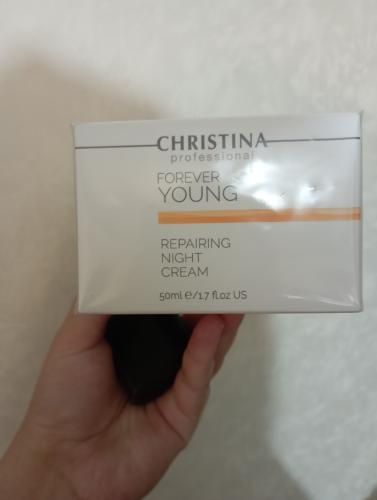 CHRISTINA
professional
FOREVER
YOUNG
REPAIRING
NIGHT
CREAM
50ml e/1.7 fl.oz US